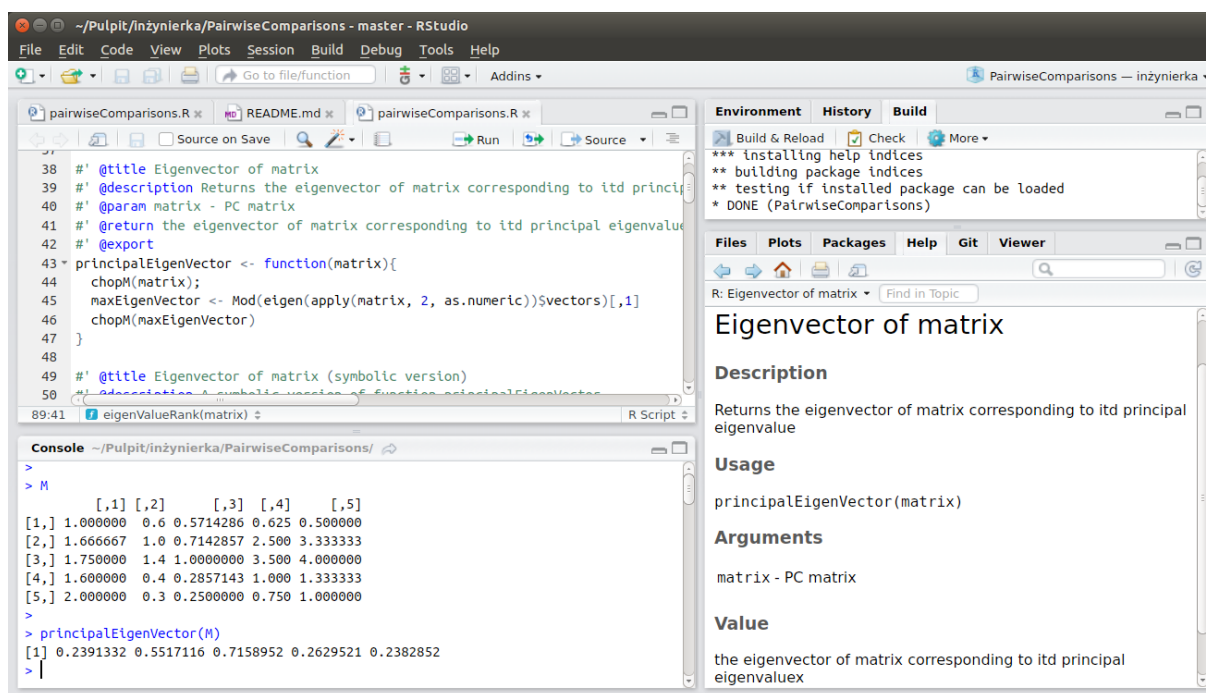 ~/Pulpit/inżynierka/PairwiseComparisons - master - RStudio
File Edit Code View Plots Session Build Debug Tools Help
Go to file/function
Addins
PairwiseComparisons — inżynierka
pairwiseComparisons.R
README.md
pairwiseComparisons.R
Source on Save
Run
Source
37
38 #' @title Eigenvector of matrix
39 #' @description Returns the eigenvector of matrix corresponding to itd princip
40 #' @param matrix - PC matrix
41 #' @return the eigenvector of matrix corresponding to itd principal eigenvalue
42 #' @export
43 principalEigenVector <- function(matrix){
44 chopM(matrix);
45 maxEigenVector <- Mod(eigen(apply(matrix, 2, as.numeric))$vectors)[,1]
46 chopM(maxEigenVector)
47 }
48
49 #' @title Eigenvector of matrix (symbolic version)
50 #' @description A symbolic version of function principalEigenVector
89:41 eigenValueRank(matrix) R Script
Console ~/Pulpit/inżynierka/PairwiseComparisons/
>
> M
[,1] [,2] [,3] [,4] [,5]
[1,] 1.000000 0.6 0.5714286 0.625 0.500000
[2,] 1.666667 1.0 0.7142857 2.500 3.333333
[3,] 1.750000 1.4 1.0000000 3.500 4.000000
[4,] 1.600000 0.4 0.2857143 1.000 1.333333
[5,] 2.000000 0.3 0.2500000 0.750 1.000000
>
> principalEigenVector(M)
[1] 0.2391332 0.5517116 0.7158952 0.2629521 0.2382852
>
Environment History Build
Build & Reload Check More
*** installing help indices
** building package indices
** testing if installed package can be loaded
* DONE (PairwiseComparisons)
Files Plots Packages Help Git Viewer
R: Eigenvector of matrix Find in Topic
Eigenvector of matrix
Description
Returns the eigenvector of matrix corresponding to itd principal
eigenvalue
Usage
principalEigenVector(matrix)
Arguments
matrix - PC matrix
Value
the eigenvector of matrix corresponding to itd principal
eigenvaluex